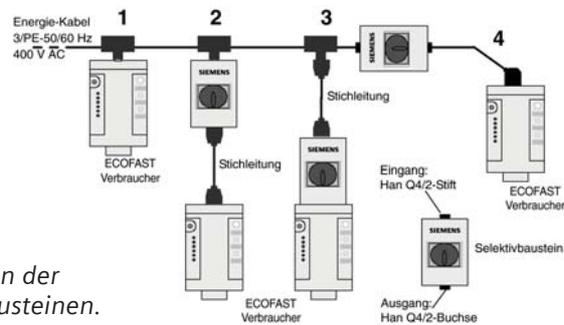 Energie-Kabel
3/PE-50/60 Hz
400 V AC
1
2
3
4
SIEMENS
ECOFAST
Verbraucher
Stichleitung
ECOFAST
Verbraucher
Stichleitung
SIEMENS
SIEMENS
ECOFAST
Verbraucher
Eingang:
Han Q4/2-Stift
SIEMENS
Selektivbaustein
Ausgang:
Han Q4/2-Buchse
n der
usteinen.